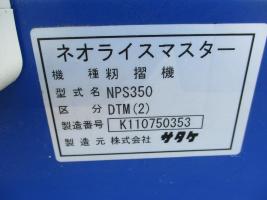 ネオライスマスター
機種 籾摺機
型式名 NPS350
区分 DTM(2)
製造番号 K110750353
製造元 株式会社 サタケ